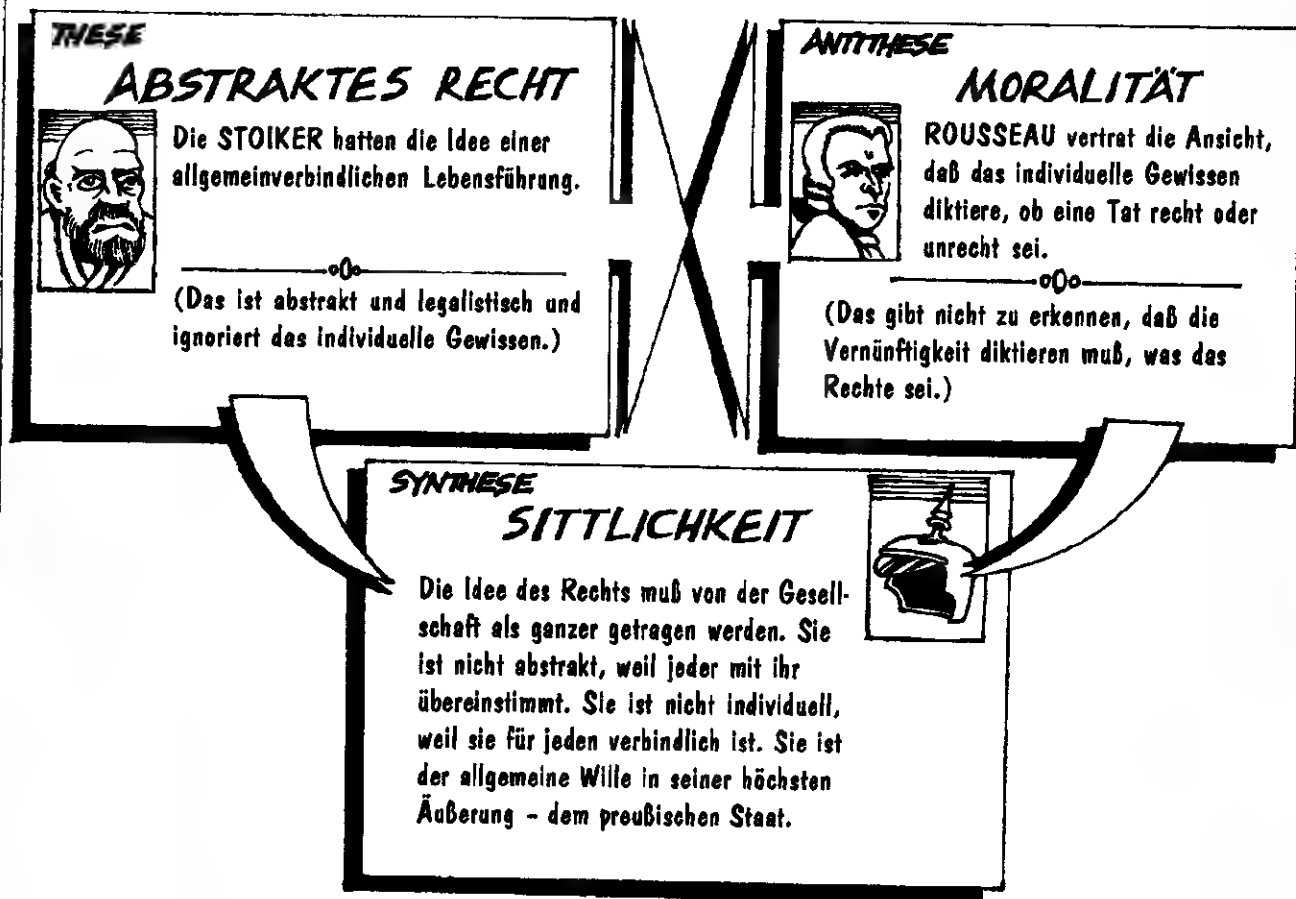 THESE
ABSTRAKTES RECHT
Die STOIKER hatten die Idee einer
allgemeinverbindlichen Lebensführung.
(Das ist abstrakt und legalistisch und
ignoriert das individuelle Gewissen.)
ANTITHESE
MORALITÄT
ROUSSEAU vertrat die Ansicht,
daß das individuelle Gewissen
diktiere, ob eine Tat recht oder
unrecht sei.
(Das gibt nicht zu erkennen, daß die
Vernünftigkeit diktieren muß, was das
Rechte sei.)
SYNTHESE
SITTLICHKEIT
Die Idee des Rechts muß von der Gesell-
schaft als ganzer getragen werden. Sie
ist nicht abstrakt, weil jeder mit ihr
übereinstimmt. Sie ist nicht individuell,
weil sie für jeden verbindlich ist. Sie ist
der allgemeine Wille in seiner höchsten
Äußerung – dem preußischen Staat.